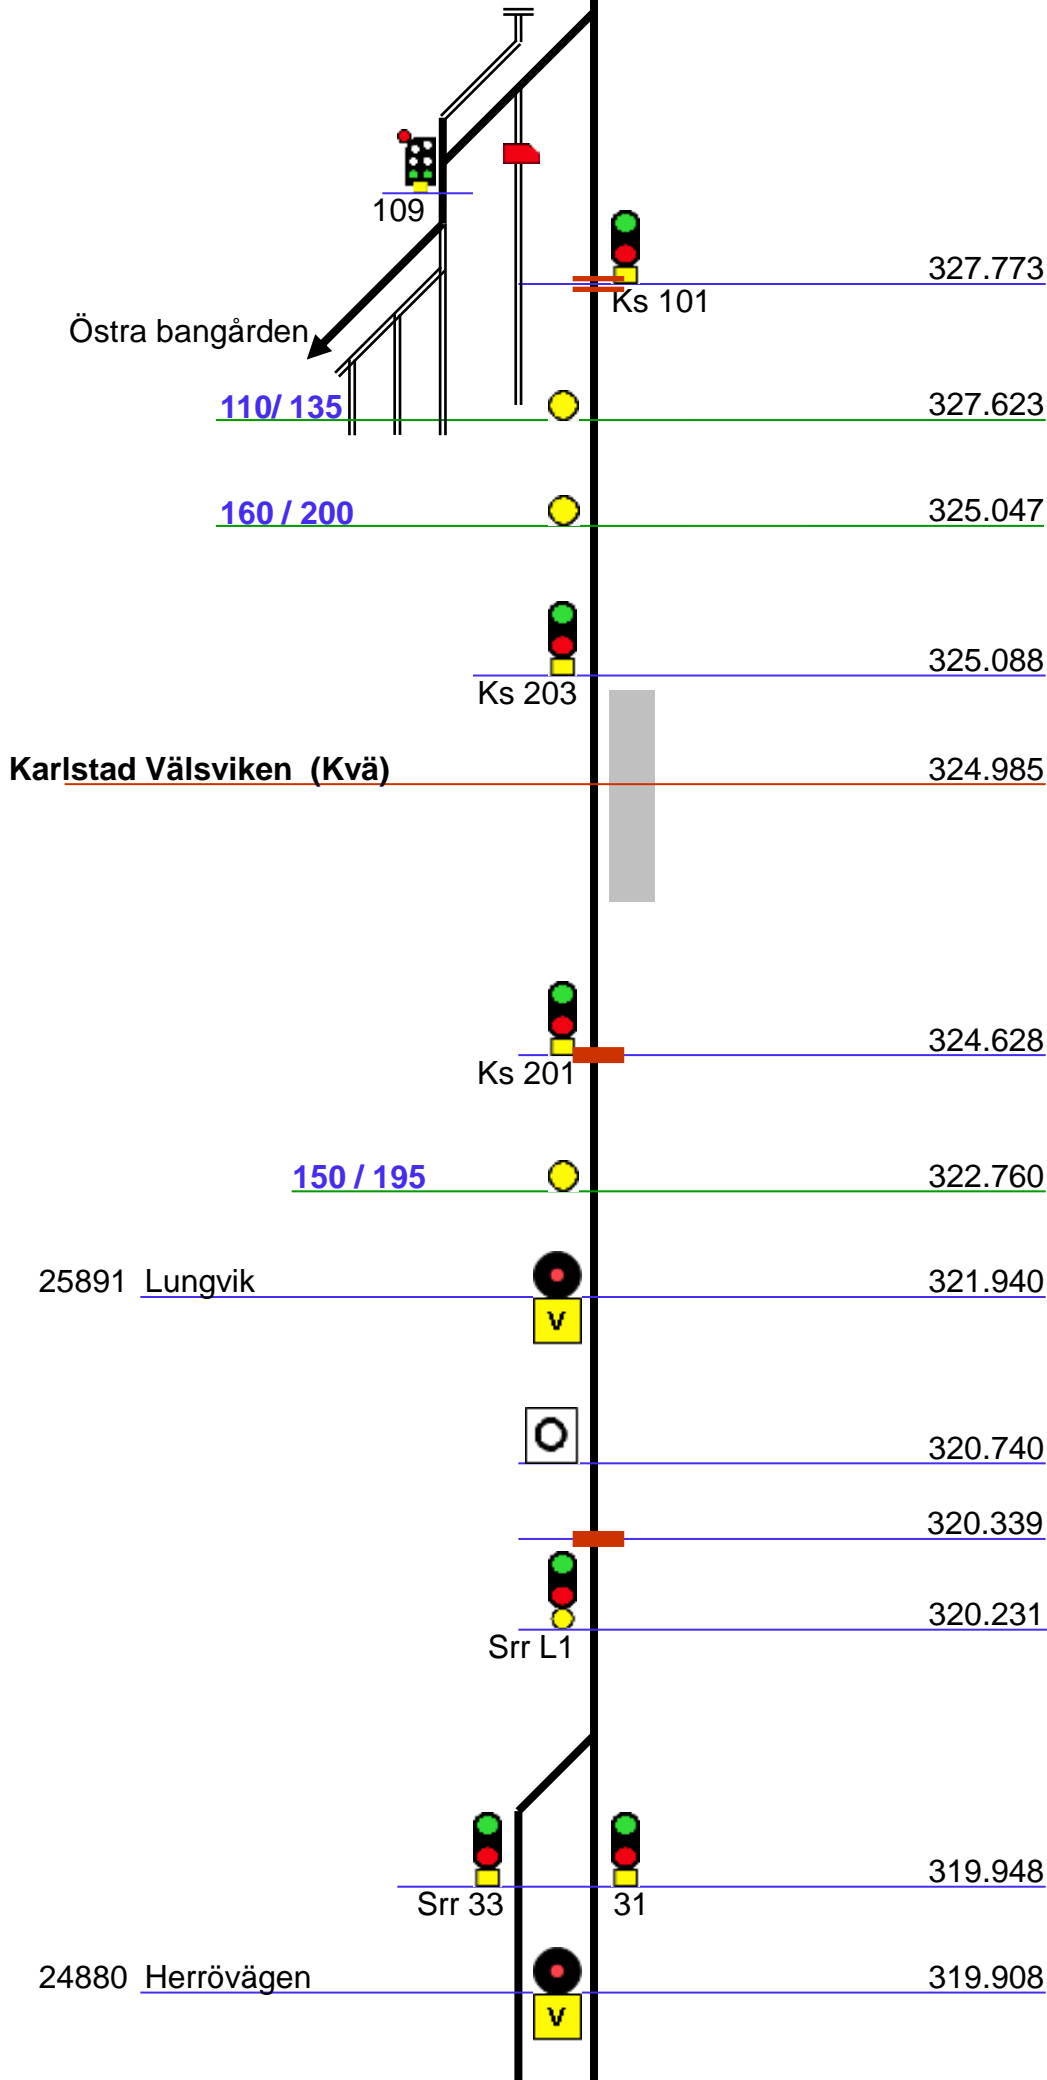 109
327.773
Ks 101
Östra bangården
110/ 135 327.623
160 / 200 325.047
325.088
Ks 203
Karlstad Välsviken (Kvä) 324.985
324.628
Ks 201
150 / 195 322.760
25891 Lungvik 321.940
V
O 320.740
320.339
320.231
Srr L1
319.948
Srr 33 31
24880 Herrövägen 319.908
V